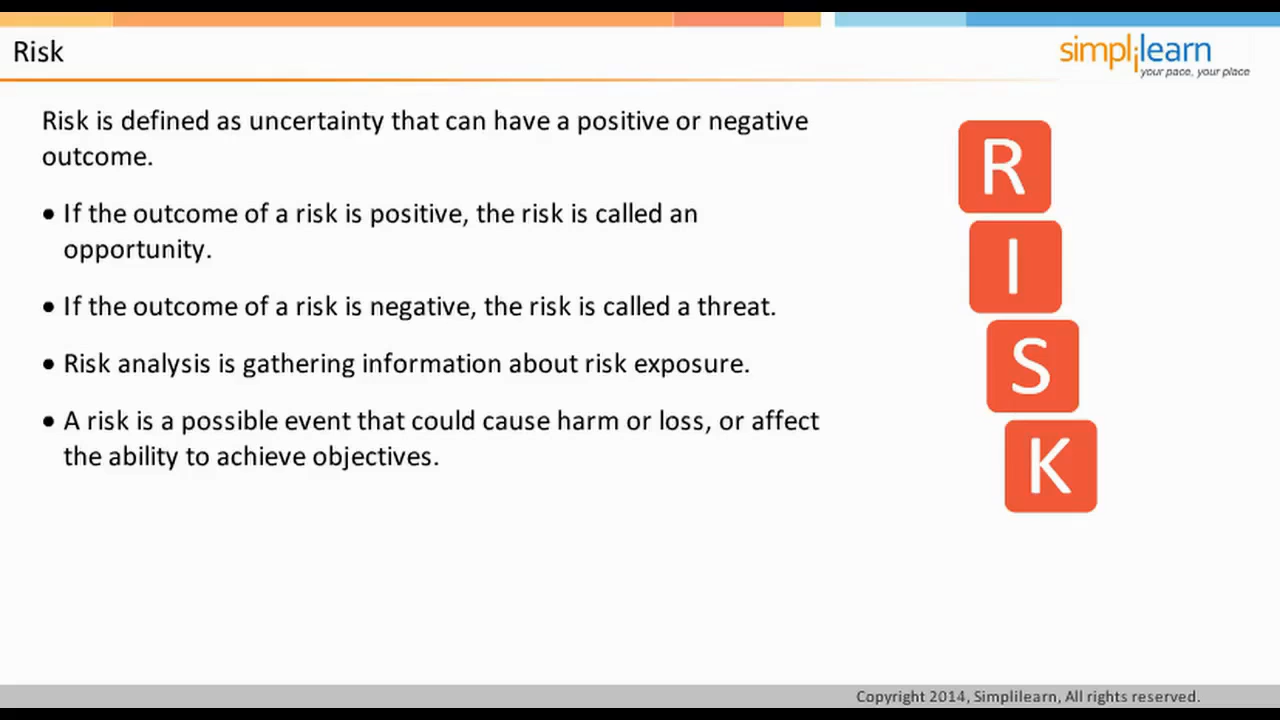 Risk
simplilearn
your pace, your place
Risk is defined as uncertainty that can have a positive or negative
outcome.
• If the outcome of a risk is positive, the risk is called an
opportunity.
• If the outcome of a risk is negative, the risk is called a threat.
• Risk analysis is gathering information about risk exposure.
• A risk is a possible event that could cause harm or loss, or affect
the ability to achieve objectives.
R
I
S
K
Copyright 2014, Simplilearn, All rights reserved.